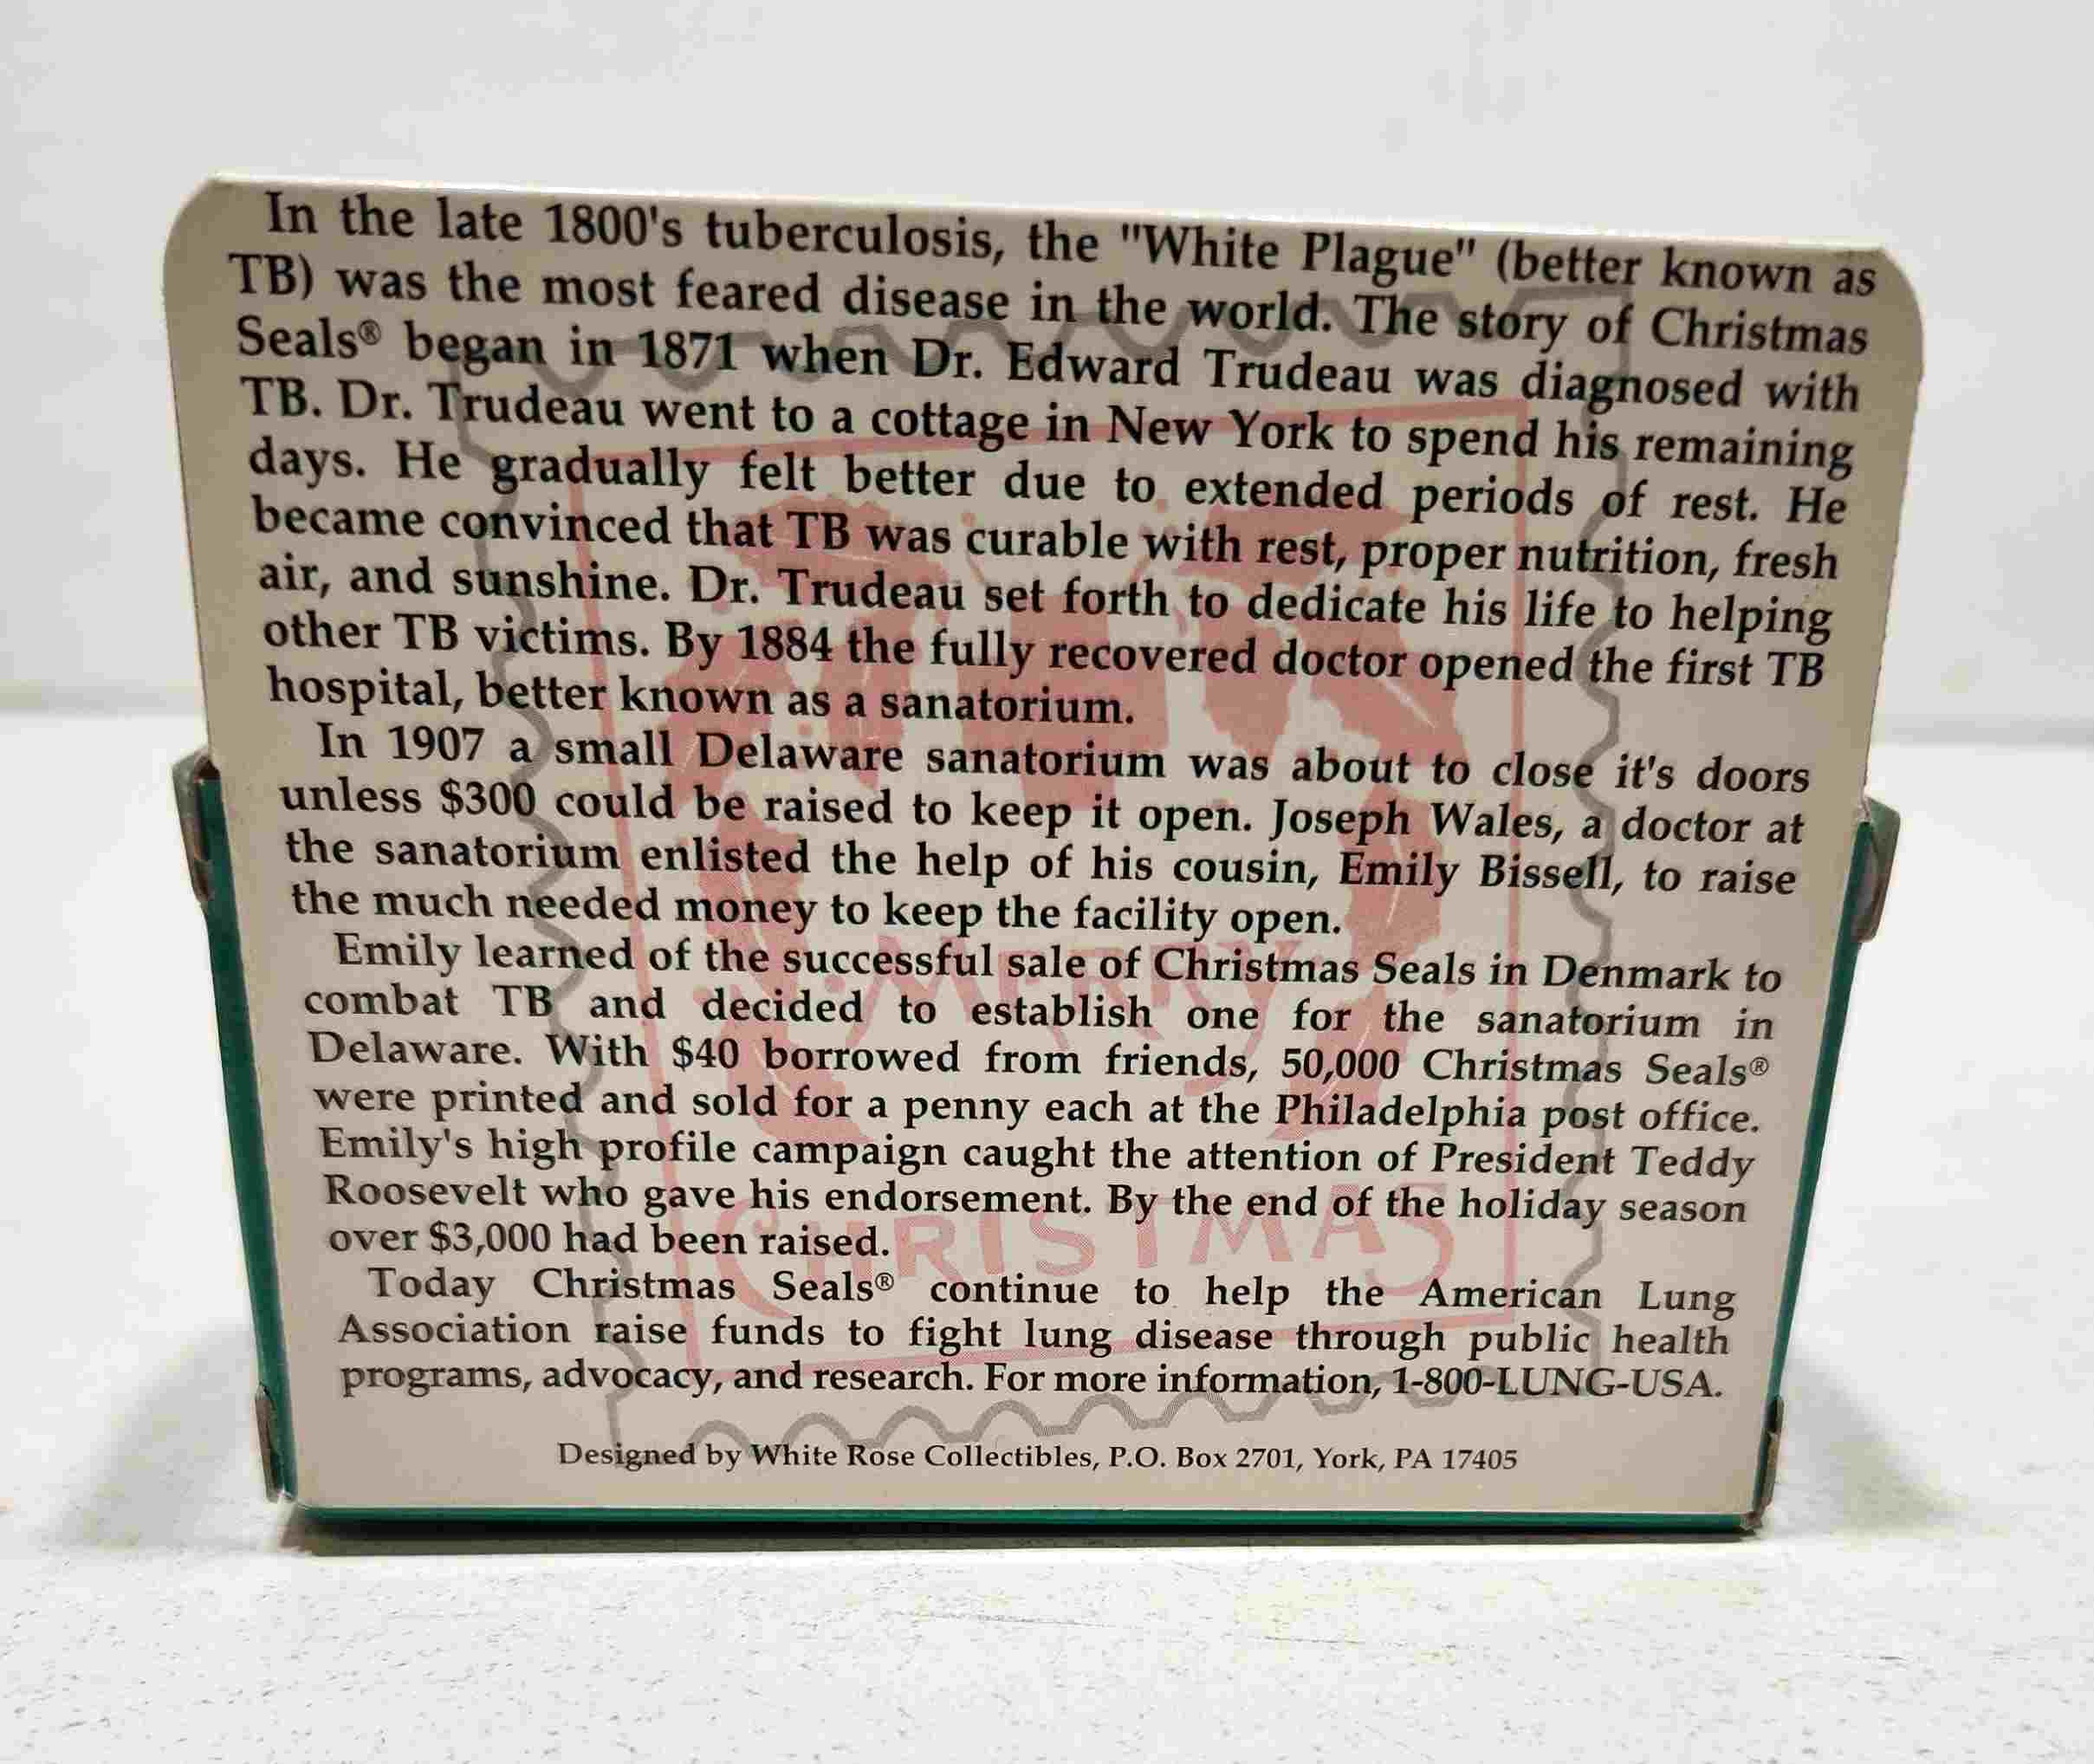 In the late 1800's tuberculosis, the "White Plague" (better known as
TB) was the most feared disease in the world. The story of Christmas
Seals® began in 1871 when Dr. Edward Trudeau was diagnosed with
TB. Dr. Trudeau went to a cottage in New York to spend his remaining
days. He gradually felt better due to extended periods of rest. He
became convinced that TB was curable with rest, proper nutrition, fresh
air, and sunshine. Dr. Trudeau set forth to dedicate his life to helping
other TB victims. By 1884 the fully recovered doctor opened the first TB
hospital, better known as a sanatorium.
In 1907 a small Delaware sanatorium was about to close it's doors
unless $300 could be raised to keep it open. Joseph Wales, a doctor at
the sanatorium enlisted the help of his cousin, Emily Bissell, to raise
the much needed money to keep the facility open.
Emily learned of the successful sale of Christmas Seals in Denmark to
combat TB and decided to establish one for the sanatorium in
Delaware. With $40 borrowed from friends, 50,000 Christmas Seals®
were printed and sold for a penny each at the Philadelphia post office.
Emily's high profile campaign caught the attention of President Teddy
Roosevelt who gave his endorsement. By the end of the holiday season
over $3,000 had been raised.
Today Christmas Seals® continue to help the American Lung
Association raise funds to fight lung disease through public health
programs, advocacy, and research. For more information, 1-800-LUNG-USA.
Designed by White Rose Collectibles, P.O. Box 2701, York, PA 17405
MERRY
CHRISTMAS